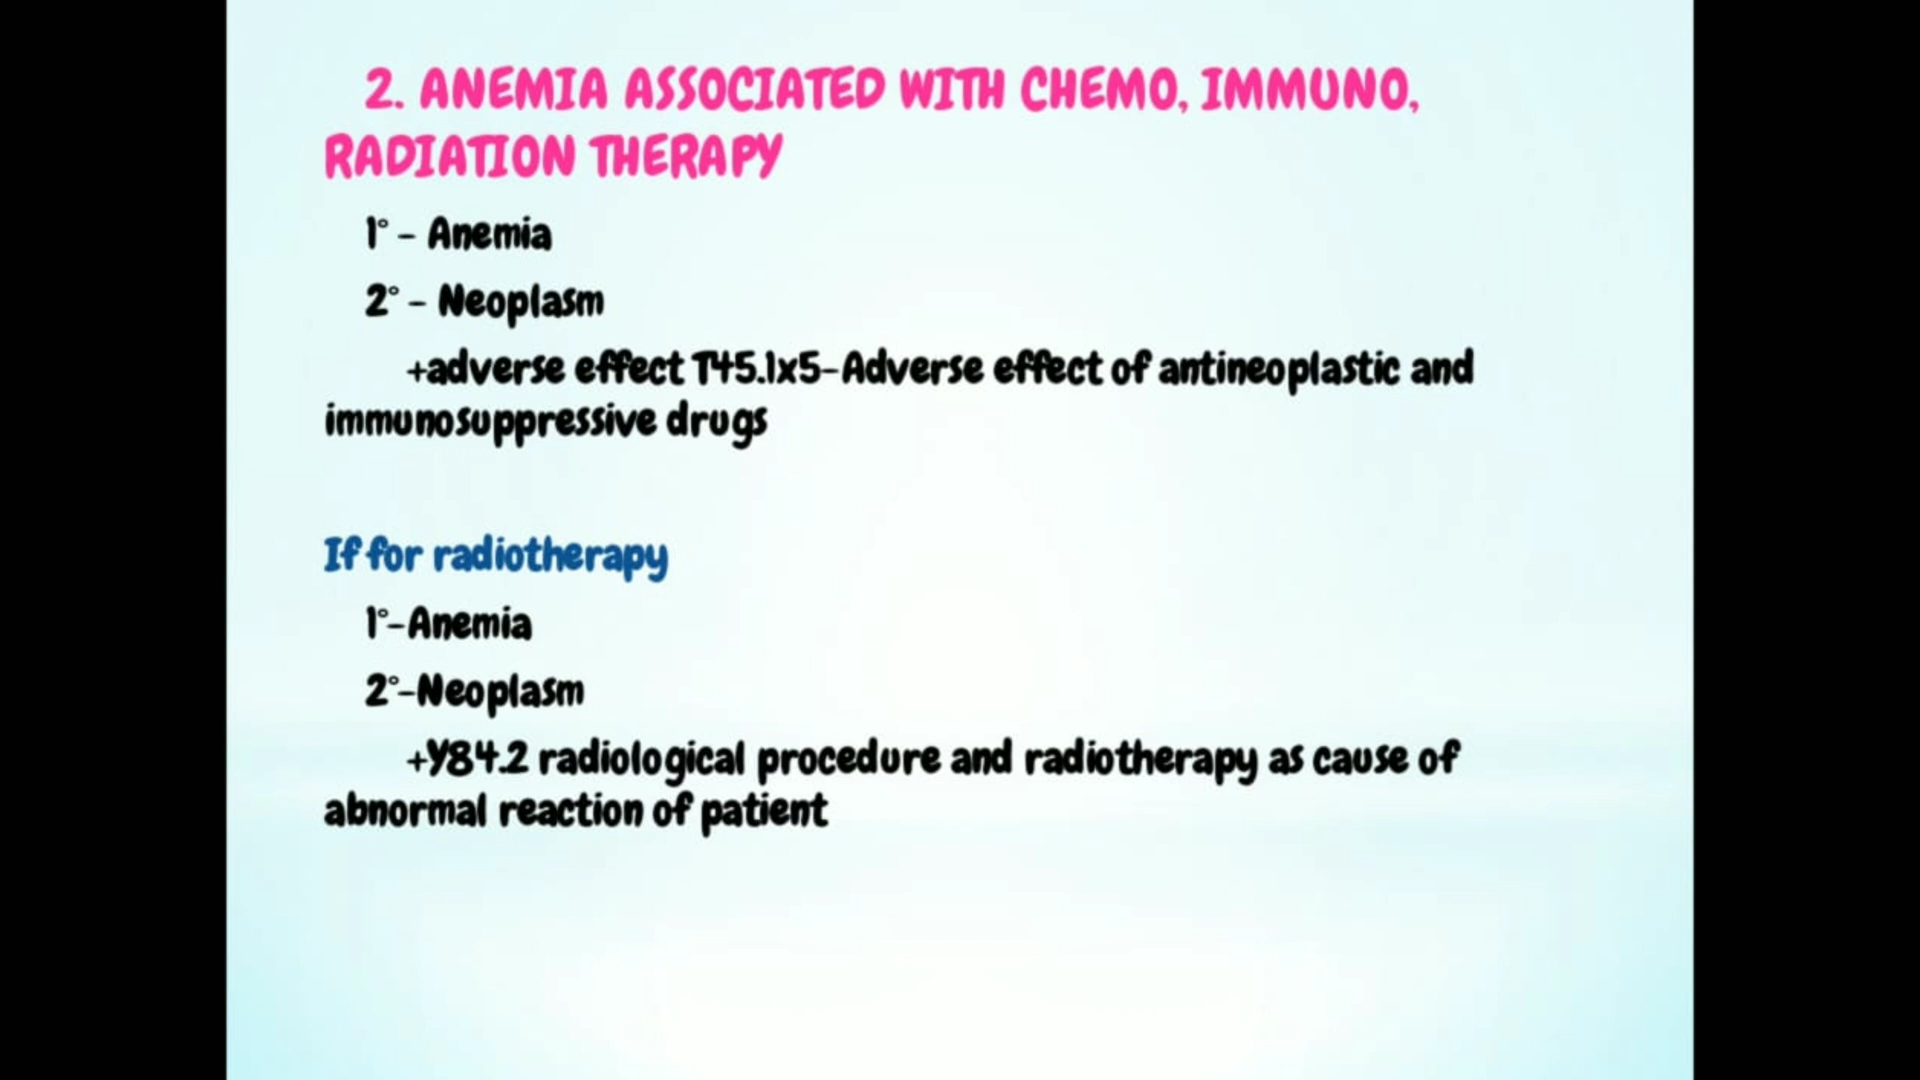 2. ANEMIA ASSOCIATED WITH CHEMO, IMMUNO,
RADIATION THERAPY
1° - Anemia
2° - Neoplasm
+adverse effect T45.1x5-Adverse effect of antineoplastic and
immunosuppressive drugs
If for radiotherapy
1°-Anemia
2°-Neoplasm
+Y84.2 radiological procedure and radiotherapy as cause of
abnormal reaction of patient